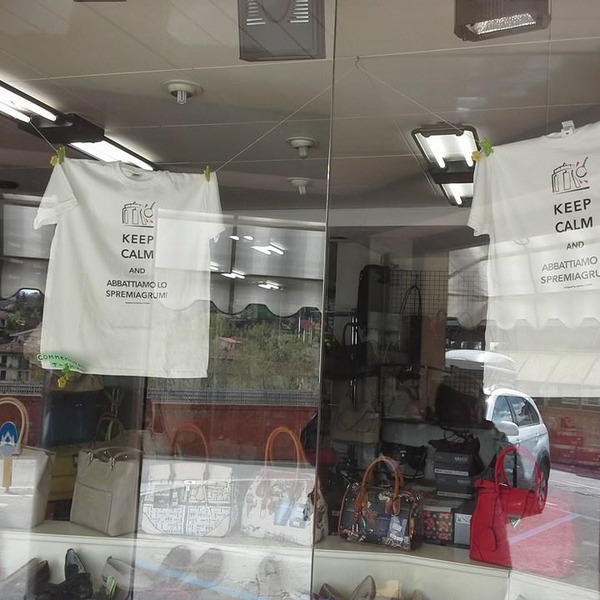 KEEP
CALM
AND
ABBATTIAMO LO
SPREMIAGRUMI
KEEP
CALM
AND
ABBATTIAMO
SPREMIAGRU